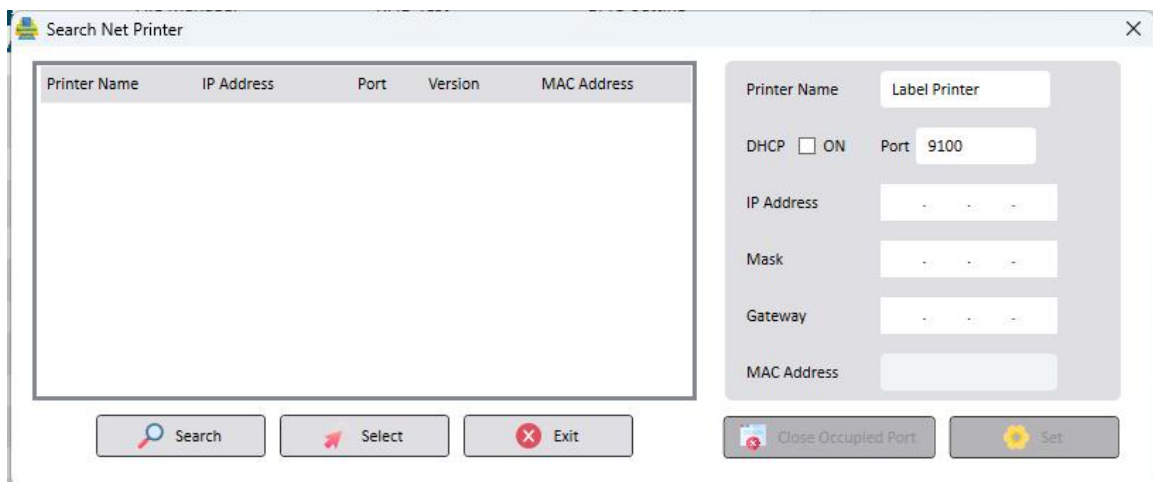 Search Net Printer
Printer Name IP Address Port Version MAC Address
Printer Name Label Printer
DHCP ON Port 9100
IP Address . . .
Mask . . .
Gateway . . .
MAC Address
Search Select Exit Close Occupied Port Set